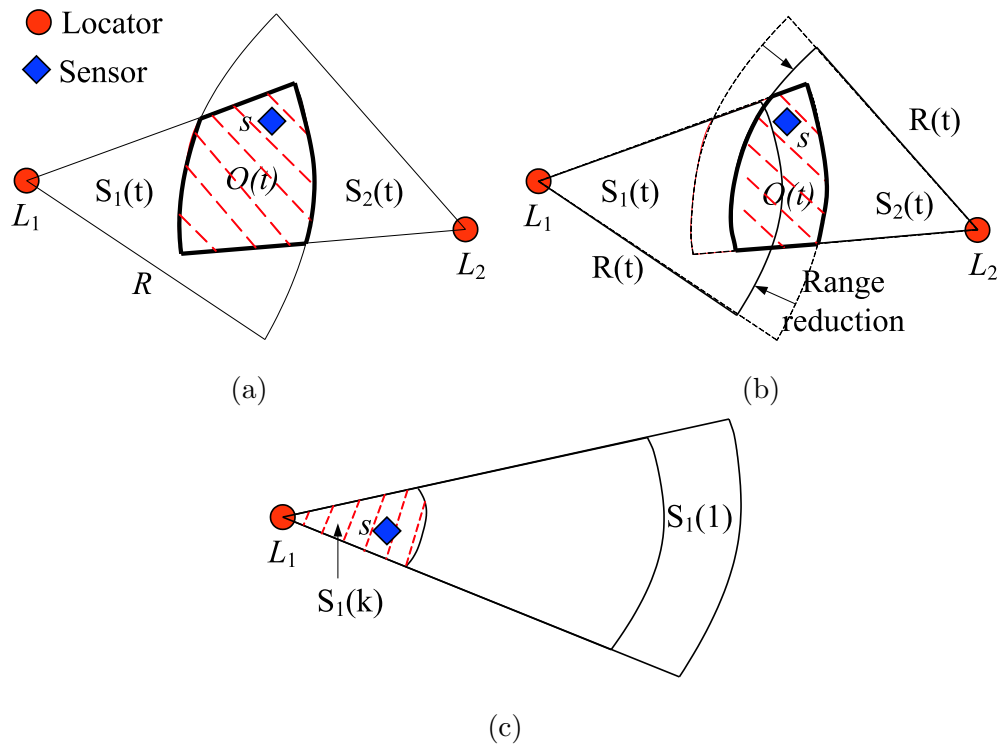 Locator
Sensor
s
S₁(t)
O(t)
S₂(t)
L₁
L₂
R
(a)
R(t)
s
S₁(t)
O(t)
S₂(t)
L₁
L₂
R(t)
Range
reduction
(b)
S₁(1)
s
L₁
S₁(k)
(c)